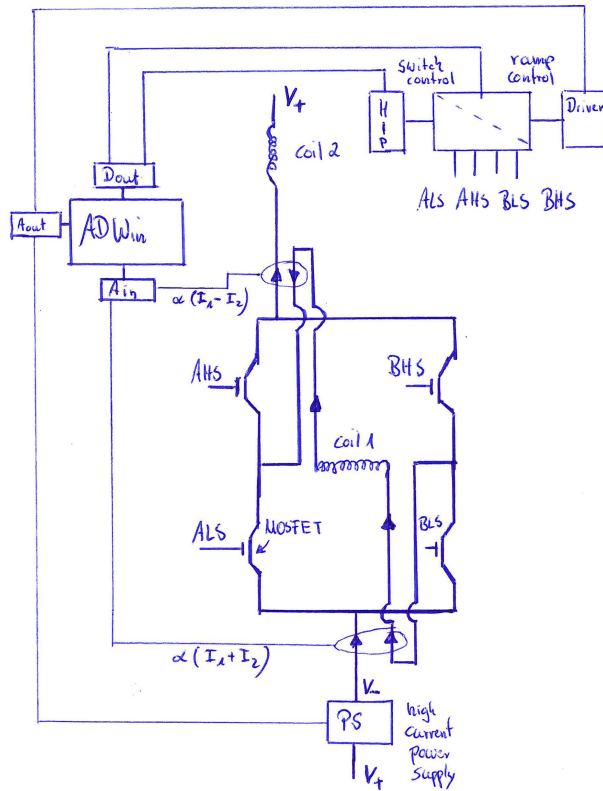 switch
control
ramp
control
V+
HIP
Driver
coil 2
Dout
ALS AHS BLS BHS
Aout
ADWin
Ain
α(I₁-I₂)
AHS
BHS
coil 1
ALS
MOSFET
BLS
α(I₁+I₂)
V-
PS
high
current
power
supply
V+